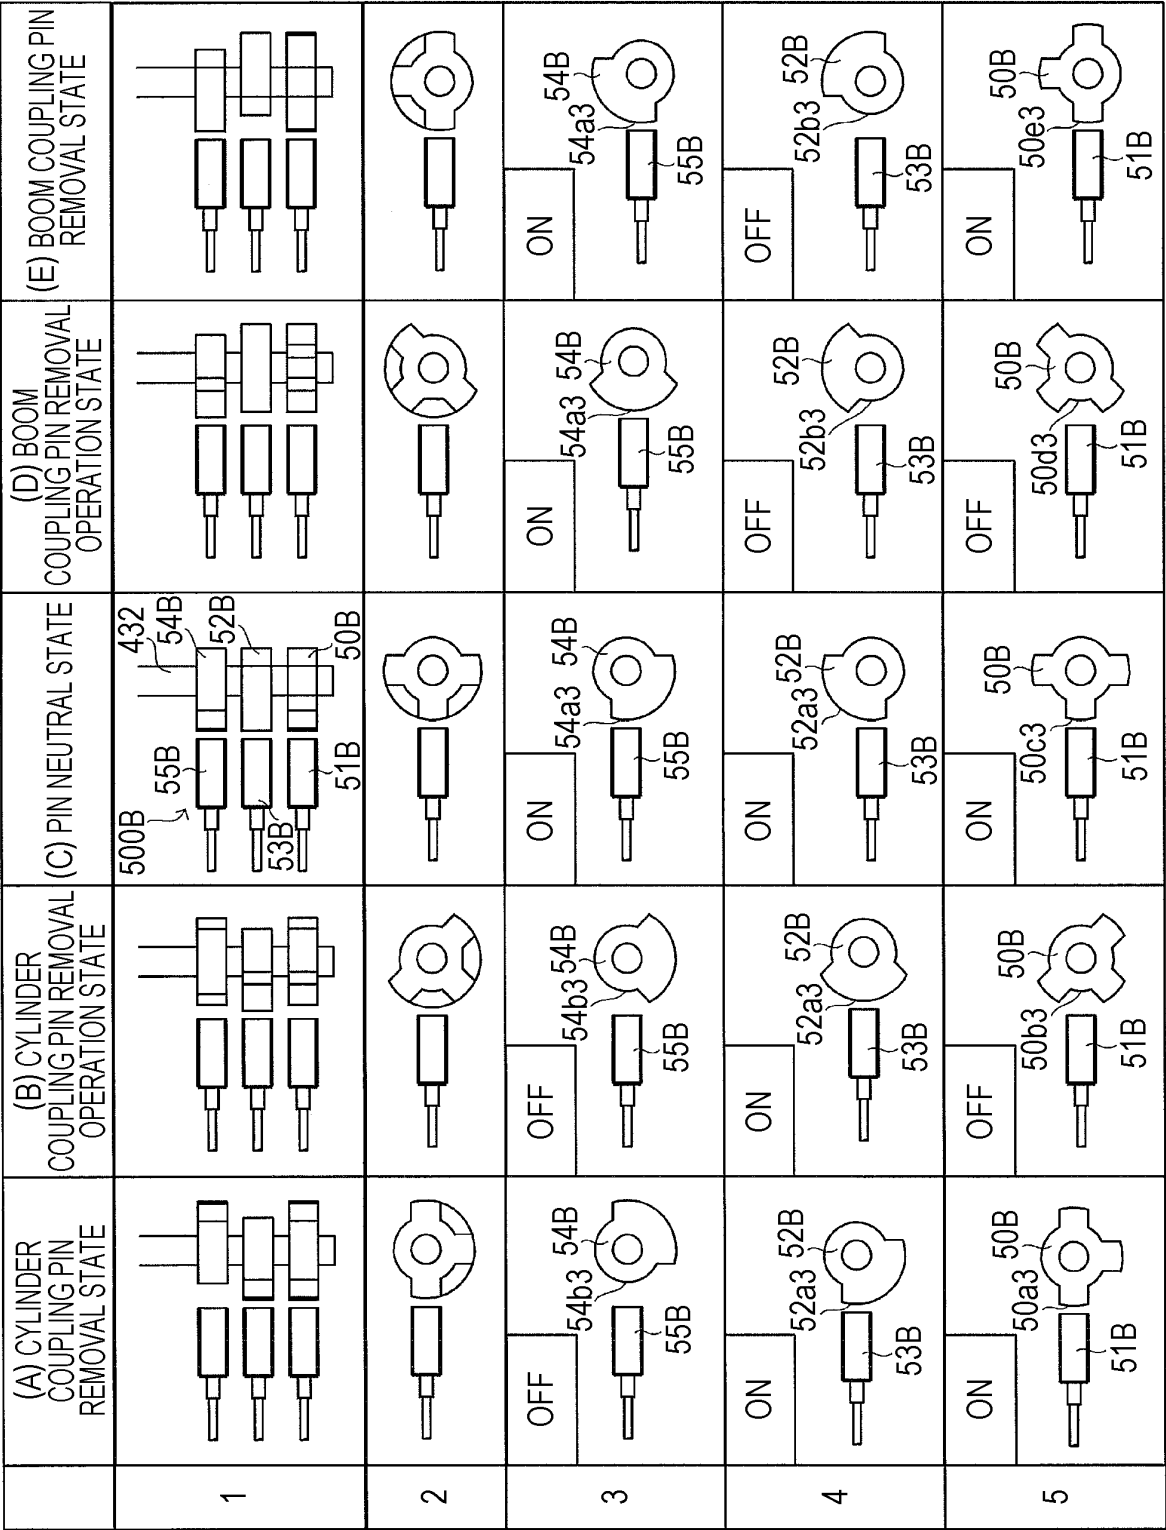 (A) CYLINDER
COUPLING PIN
REMOVAL STATE
(B) CYLINDER
COUPLING PIN REMOVAL
OPERATION STATE
(C) PIN NEUTRAL STATE
(D) BOOM
COUPLING PIN REMOVAL
OPERATION STATE
(E) BOOM COUPLING PIN
REMOVAL STATE
1
500B
55B
53B
51B
432
54B
52B
50B
2
3
OFF
54b3
54B
55B
OFF
54b3
54B
55B
ON
54a3
54B
55B
ON
54a3
54B
55B
ON
54a3
54B
55B
4
ON
52a3
52B
53B
ON
52a3
52B
53B
ON
52a3
52B
53B
OFF
52b3
52B
53B
OFF
52b3
52B
53B
5
ON
50a3
50B
51B
OFF
50b3
50B
51B
ON
50c3
50B
51B
OFF
50d3
50B
51B
ON
50e3
50B
51B